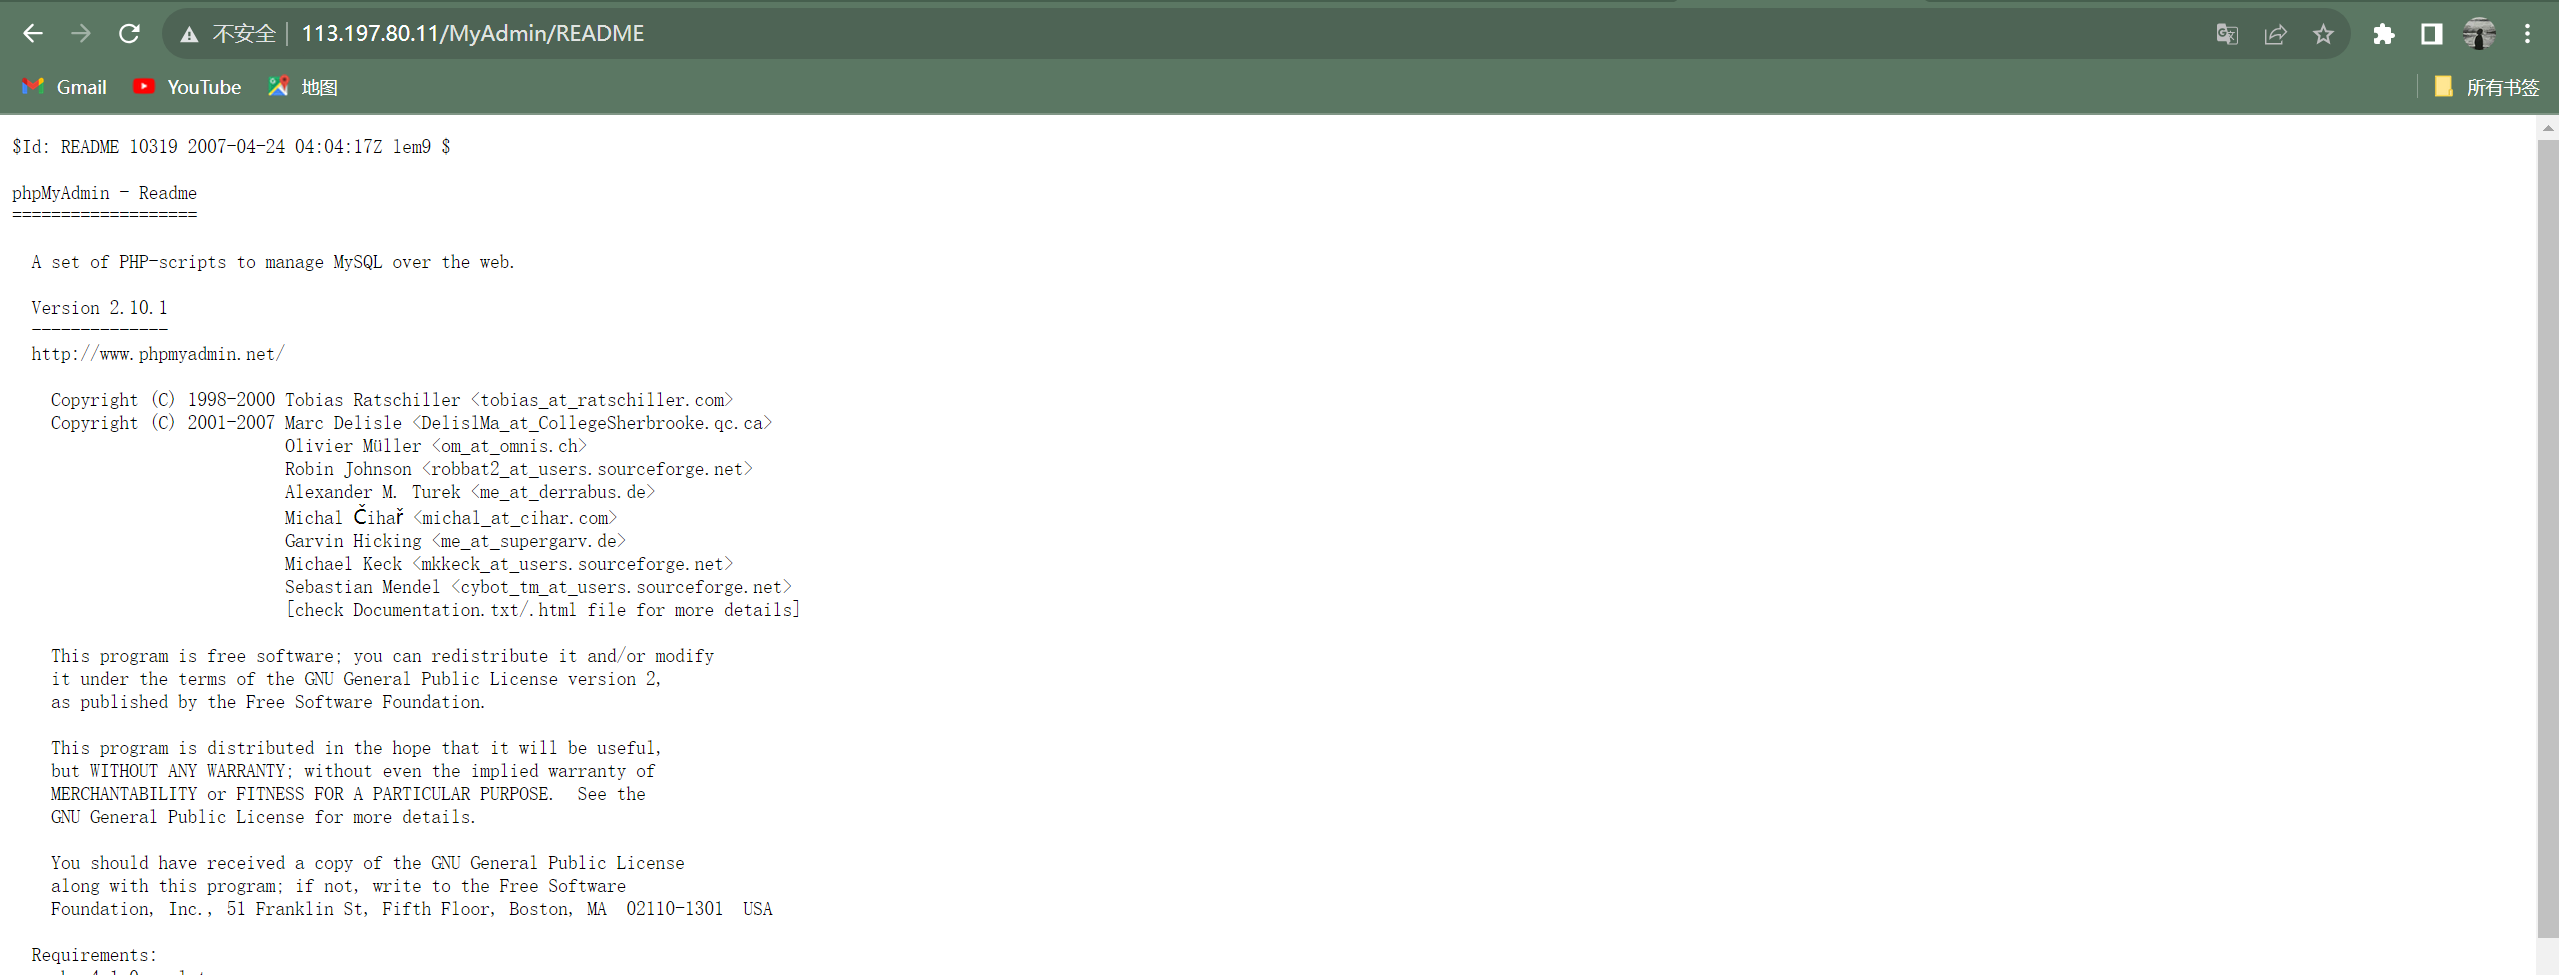 不安全 113.197.80.11/MyAdmin/README
Gmail YouTube 地图 所有书签
$Id: README 10319 2007-04-24 04:04:17Z lem9 $
phpMyAdmin - Readme
===================
A set of PHP-scripts to manage MySQL over the web.
Version 2.10.1
--------------
http://www.phpmyadmin.net/
Copyright (C) 1998-2000 Tobias Ratschiller <tobias_at_ratschiller.com>
Copyright (C) 2001-2007 Marc Delisle <DelislMa_at_CollegeSherbrooke.qc.ca>
Olivier Müller <om_at_omnis.ch>
Robin Johnson <robbat2_at_users.sourceforge.net>
Alexander M. Turek <me_at_derrabus.de>
Michal Čihař <michal_at_cihar.com>
Garvin Hicking <me_at_supergarv.de>
Michael Keck <mkkeck_at_users.sourceforge.net>
Sebastian Mendel <cybot_tm_at_users.sourceforge.net>
[check Documentation.txt/.html file for more details]
This program is free software; you can redistribute it and/or modify
it under the terms of the GNU General Public License version 2,
as published by the Free Software Foundation.
This program is distributed in the hope that it will be useful,
but WITHOUT ANY WARRANTY; without even the implied warranty of
MERCHANTABILITY or FITNESS FOR A PARTICULAR PURPOSE.  See the
GNU General Public License for more details.
You should have received a copy of the GNU General Public License
along with this program; if not, write to the Free Software
Foundation, Inc., 51 Franklin St, Fifth Floor, Boston, MA  02110-1301  USA
Requirements: